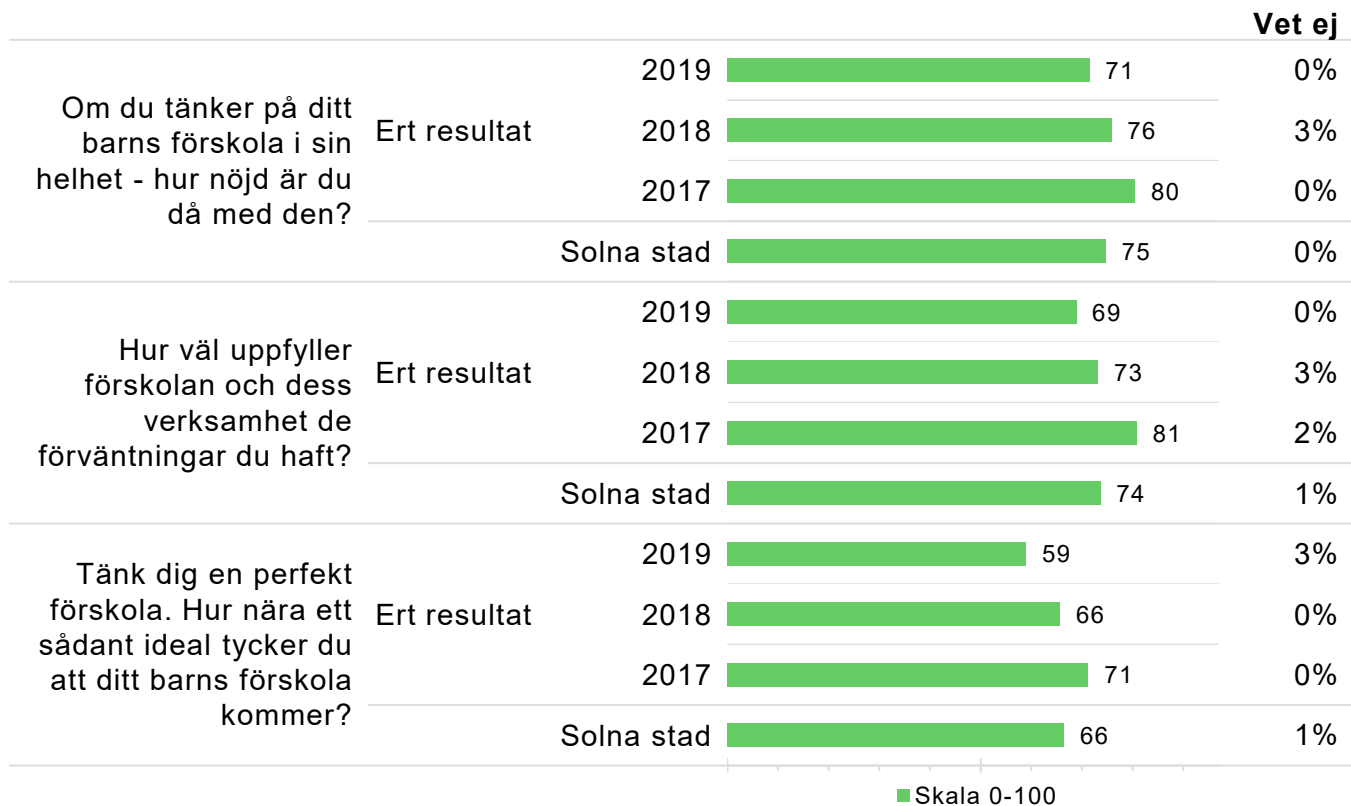 Vet ej
Om du tänker på ditt
barns förskola i sin
helhet - hur nöjd är du
då med den?
Ert resultat
2019 71 0%
2018 76 3%
2017 80 0%
Solna stad 75 0%
Hur väl uppfyller
förskolan och dess
verksamhet de
förväntningar du haft?
Ert resultat
2019 69 0%
2018 73 3%
2017 81 2%
Solna stad 74 1%
Tänk dig en perfekt
förskola. Hur nära ett
sådant ideal tycker du
att ditt barns förskola
kommer?
Ert resultat
2019 59 3%
2018 66 0%
2017 71 0%
Solna stad 66 1%
Skala 0-100